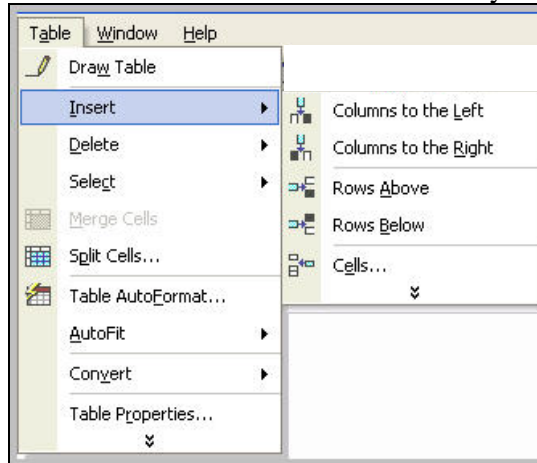 Table Window Help
Draw Table
Insert
Delete
Select
Merge Cells
Split Cells...
Table AutoFormat...
AutoFit
Convert
Table Properties...
Columns to the Left
Columns to the Right
Rows Above
Rows Below
Cells...